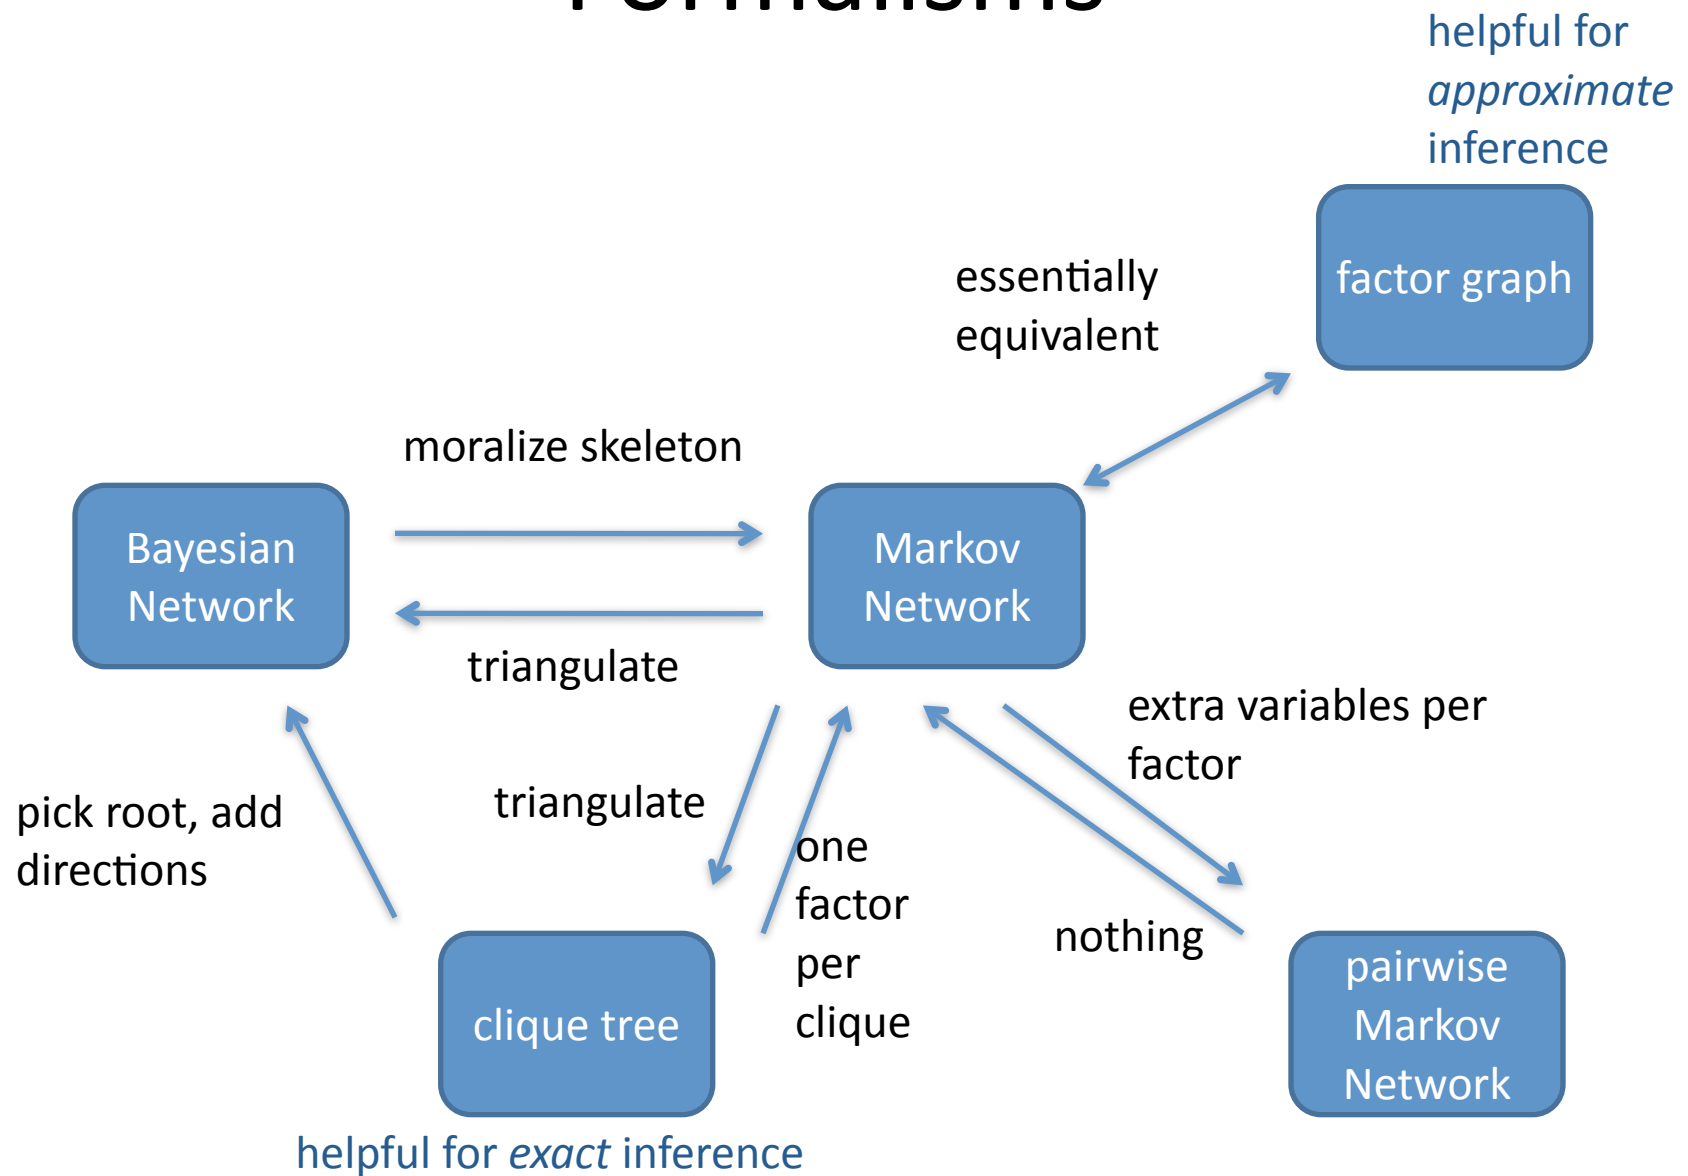 Formalisms
helpful for
approximate
inference
factor graph
essentially
equivalent
moralize skeleton
Bayesian
Network
Markov
Network
triangulate
extra variables per
factor
pick root, add
directions
triangulate
one
factor
per
clique
nothing
clique tree
pairwise
Markov
Network
helpful for exact inference